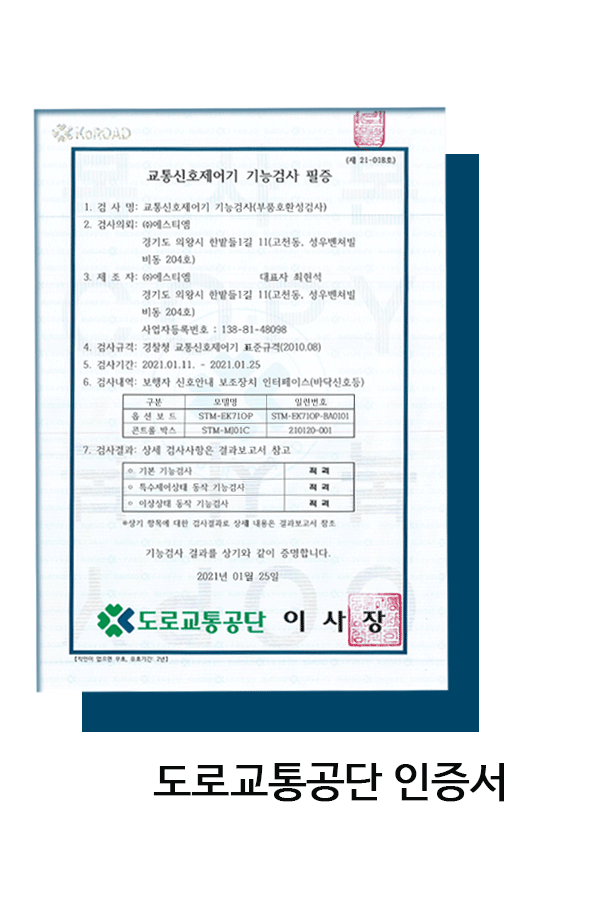 KoROAD
(제 21-018호)
교통신호제어기 기능검사 필증
1. 검 사 명: 교통신호제어기 기능검사(부품호환성검사)
2. 검사의뢰: ㈜에스티엠
경기도 의왕시 한밭들1길 11(고천동, 성우벤처빌
비동 204호)
3. 제 조 자: ㈜에스티엠 대표자 최현석
경기도 의왕시 한밭들1길 11(고천동, 성우벤처빌
비동 204호)
사업자등록번호 : 138-81-48098
4. 검사규격: 경찰청 교통신호제어기 표준규격(2010.08)
5. 검사기간: 2021.01.11. - 2021.01.25
6. 검사내역: 보행자 신호안내 보조장치 인터페이스(바닥신호등)
구분 모델명 일련번호
옵 션 보 드 STM-EK71OP STM-EK71OP-BA0101
콘트롤 박스 STM-MJ01C 210120-001
7. 검사결과: 상세 검사사항은 결과보고서 참고
○ 기본 기능검사 적 격
○ 특수제어상태 동작 기능검사 적 격
○ 이상상태 동작 기능검사 적 격
※상기 항목에 대한 검사결과로 상세 내용은 결과보고서 참조
기능검사 결과를 상기와 같이 증명합니다.
2021년 01월 25일
도로교통공단 이 사 장
【직인이 없으면 무효, 유효기간: 2년】
도로교통공단 인증서